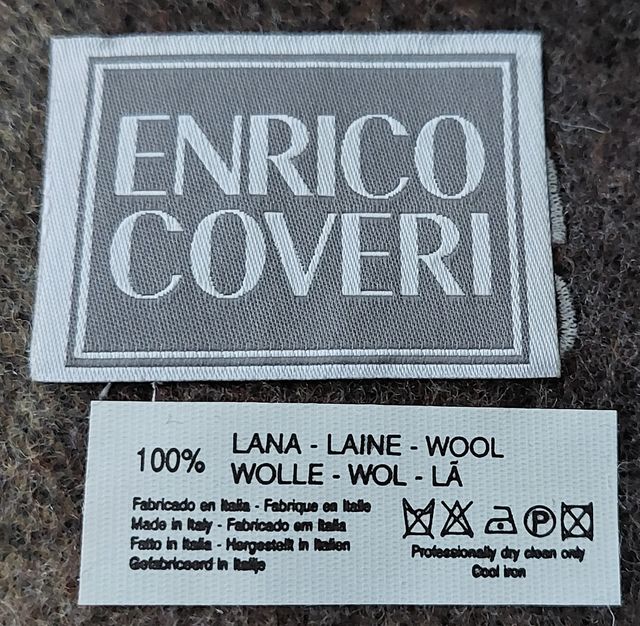 ENRICO
COVERI
100% LANA - LAINE - WOOL
WOLLE - WOL - LÃ
Fabricado en Italia - Fabrique en Italie
Made in Italy - Fabricado em Italia
Fatto in Italia - Hergestellt in Italien
Gefabriceerd in Italije
P
Professionally dry clean only
Cool iron